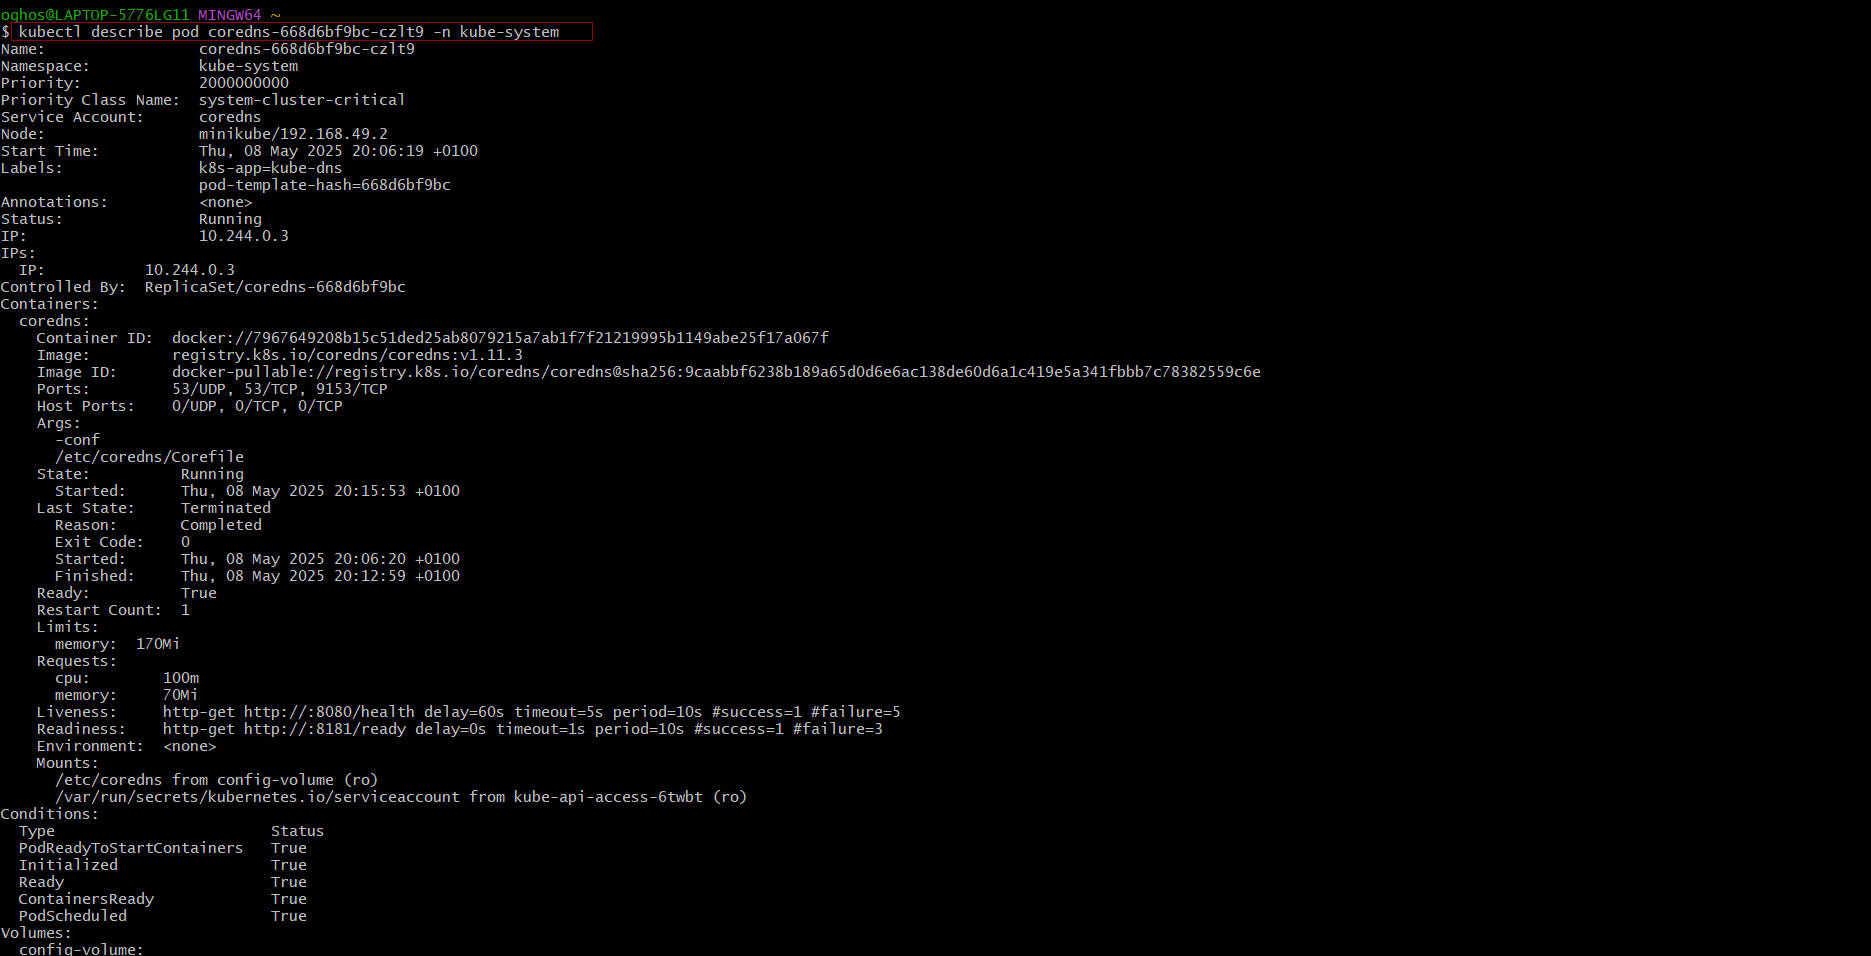 oghos@LAPTOP-5776LG11 MINGW64 ~
$ kubectl describe pod coredns-668d6bf9bc-czlt9 -n kube-system
Name:                 coredns-668d6bf9bc-czlt9
Namespace:            kube-system
Priority:             2000000000
Priority Class Name:  system-cluster-critical
Service Account:      coredns
Node:                 minikube/192.168.49.2
Start Time:           Thu, 08 May 2025 20:06:19 +0100
Labels:               k8s-app=kube-dns
                      pod-template-hash=668d6bf9bc
Annotations:          <none>
Status:               Running
IP:                   10.244.0.3
IPs:
  IP:           10.244.0.3
Controlled By:  ReplicaSet/coredns-668d6bf9bc
Containers:
  coredns:
    Container ID:  docker://7967649208b15c51ded25ab8079215a7ab1f7f21219995b1149abe25f17a067f
    Image:         registry.k8s.io/coredns/coredns:v1.11.3
    Image ID:      docker-pullable://registry.k8s.io/coredns/coredns@sha256:9caabbf6238b189a65d0d6e6ac138de60d6a1c419e5a341fbbb7c78382559c6e
    Ports:         53/UDP, 53/TCP, 9153/TCP
    Host Ports:    0/UDP, 0/TCP, 0/TCP
    Args:
      -conf
      /etc/coredns/Corefile
    State:          Running
      Started:      Thu, 08 May 2025 20:15:53 +0100
    Last State:     Terminated
      Reason:       Completed
      Exit Code:    0
      Started:      Thu, 08 May 2025 20:06:20 +0100
      Finished:     Thu, 08 May 2025 20:12:59 +0100
    Ready:          True
    Restart Count:  1
    Limits:
      memory:  170Mi
    Requests:
      cpu:        100m
      memory:     70Mi
    Liveness:     http-get http://:8080/health delay=60s timeout=5s period=10s #success=1 #failure=5
    Readiness:    http-get http://:8181/ready delay=0s timeout=1s period=10s #success=1 #failure=3
    Environment:  <none>
    Mounts:
      /etc/coredns from config-volume (ro)
      /var/run/secrets/kubernetes.io/serviceaccount from kube-api-access-6twbt (ro)
Conditions:
  Type                        Status
  PodReadyToStartContainers   True
  Initialized                 True
  Ready                       True
  ContainersReady             True
  PodScheduled                True
Volumes:
  config-volume: